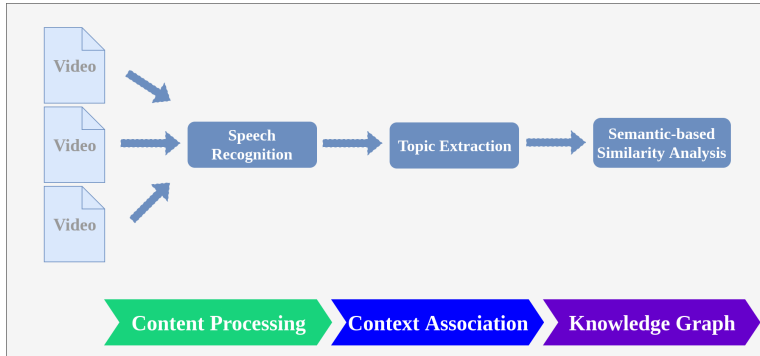 Video
Video
Video
Speech
Recognition
Topic Extraction
Semantic-based
Similarity Analysis
Content Processing
Context Association
Knowledge Graph